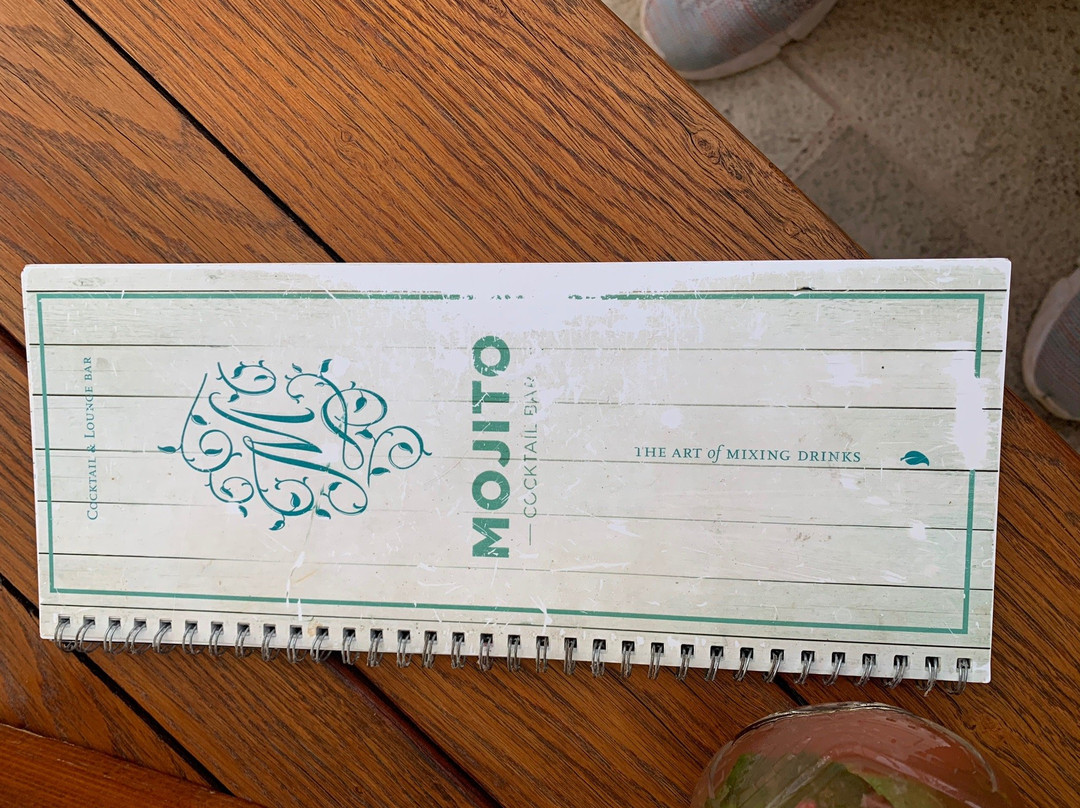 COCKTAIL & LOUNGE BAR
M
MOJITO
COCKTAIL BAR
THE ART of MIXING DRINKS